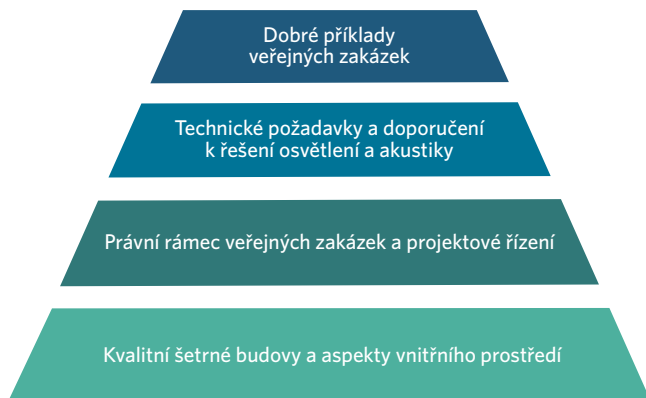 Dobré příklady
veřejných zakázek
Technické požadavky a doporučení
k řešení osvětlení a akustiky
Právní rámec veřejných zakázek a projektové řízení
Kvalitní šetrné budovy a aspekty vnitřního prostředí